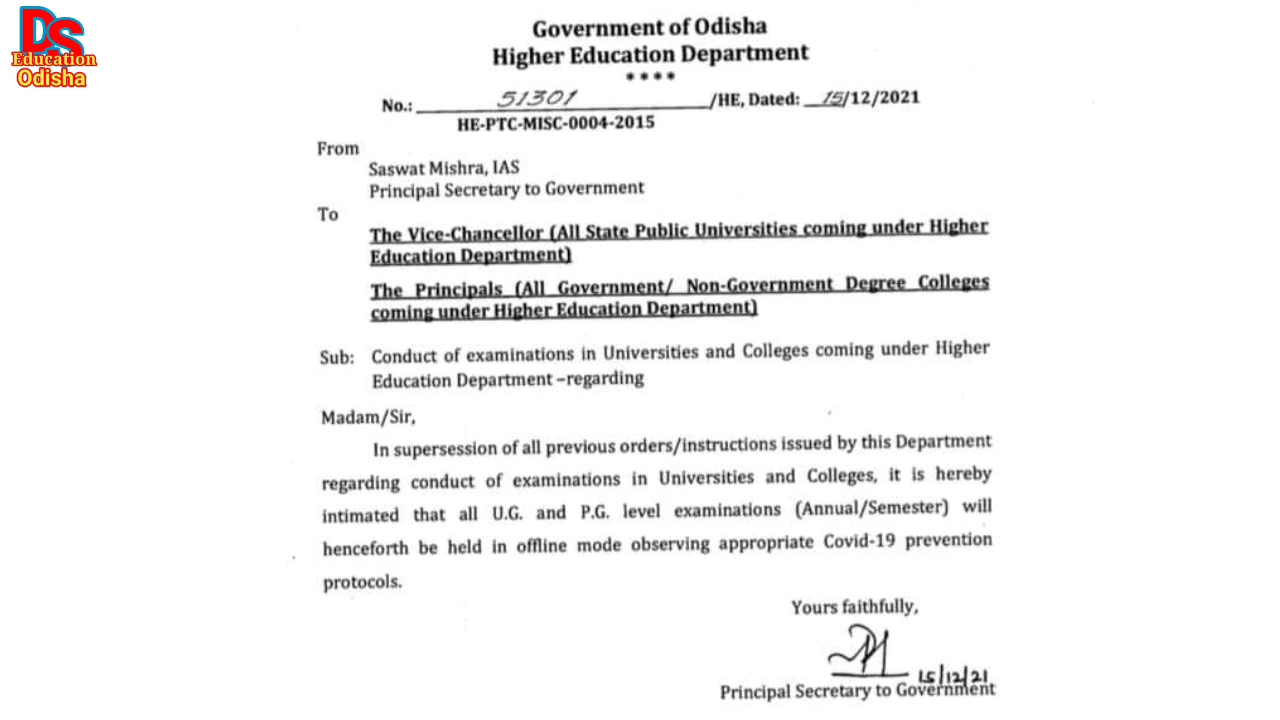 DS
Education
Odisha
Government of Odisha
Higher Education Department
****
No.: 51301 /HE, Dated: 15/12/2021
HE-PTC-MISC-0004-2015
From
Saswat Mishra, IAS
Principal Secretary to Government
To
The Vice-Chancellor (All State Public Universities coming under Higher
Education Department)
The Principals (All Government/ Non-Government Degree Colleges
coming under Higher Education Department)
Sub: Conduct of examinations in Universities and Colleges coming under Higher
Education Department –regarding
Madam/Sir,
In supersession of all previous orders/instructions issued by this Department
regarding conduct of examinations in Universities and Colleges, it is hereby
intimated that all U.G. and P.G. level examinations (Annual/Semester) will
henceforth be held in offline mode observing appropriate Covid-19 prevention
protocols.
Yours faithfully,
15/12/21
Principal Secretary to Government